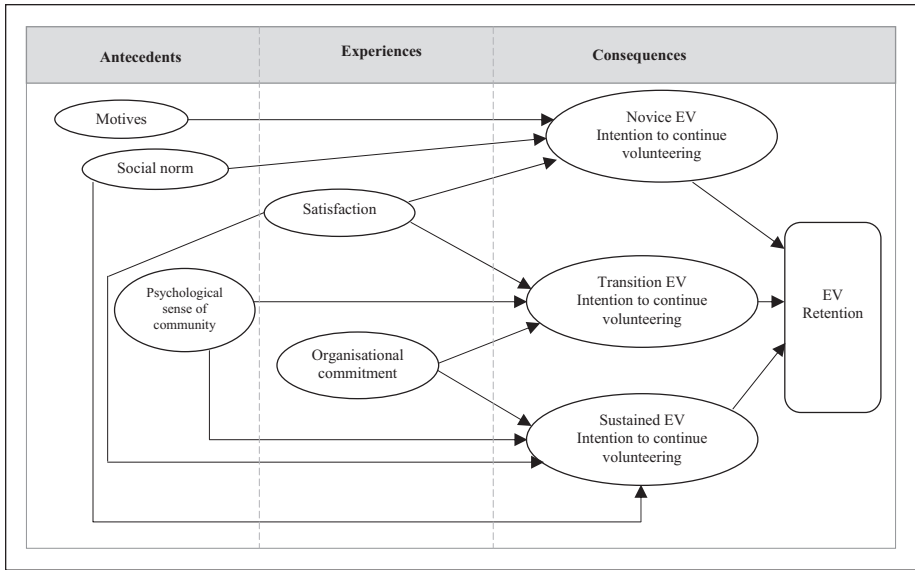 Antecedents
Experiences
Consequences
Motives
Social norm
Satisfaction
Psychological
sense of
community
Organisational
commitment
Novice EV
Intention to continue
volunteering
Transition EV
Intention to continue
volunteering
Sustained EV
Intention to continue
volunteering
EV
Retention